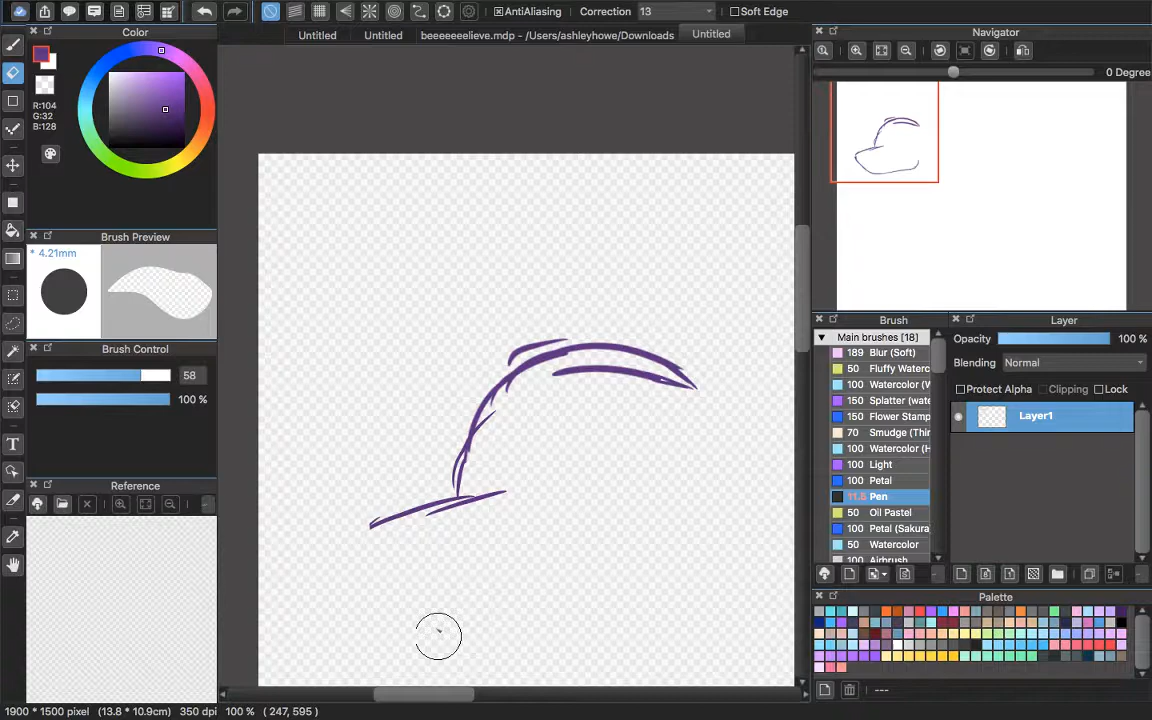 AntiAliasing Correction 13 Soft Edge
Untitled Untitled beeeeeelieve.mdp - /Users/ashleyhowe/Downloads Untitled
Color
R:104
G:32
B:128
Brush Preview
* 4.21mm
Brush Control
58
100 %
Reference
Navigator
0 Degree
Brush
Main brushes [18]
189 Blur (Soft)
50 Fluffy Waterc
100 Watercolor (W
150 Splatter (wate
150 Flower Stamp
70 Smudge (Thin
100 Watercolor (H
100 Light
100 Petal
11.5 Pen
50 Oil Pastel
100 Petal (Sakura
50 Watercolor
100 Airbrush
Layer
Opacity 100 %
Blending Normal
Protect Alpha Clipping Lock
Layer1
Palette
---
1900 * 1500 pixel (13.8 * 10.9cm) 350 dpi 100 % ( 247, 595 )